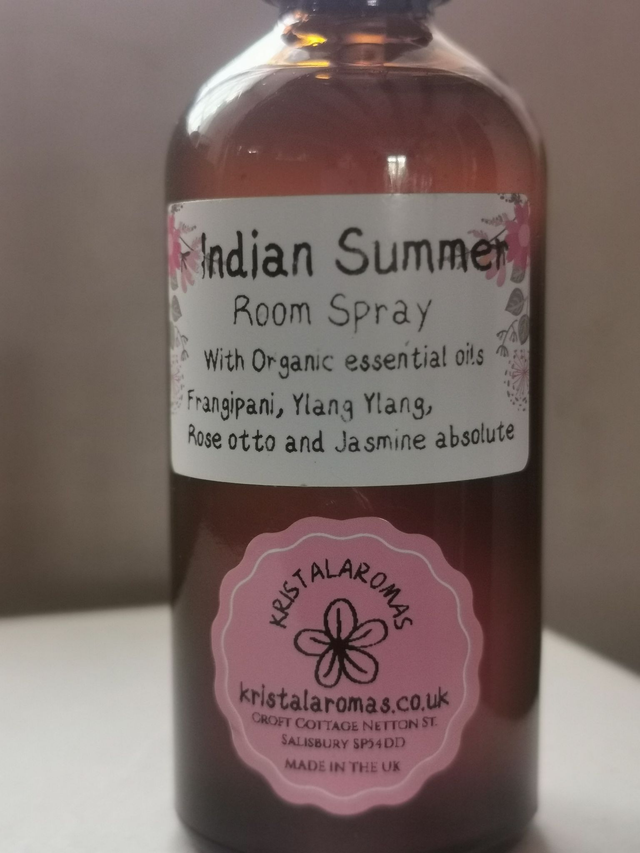 Indian Summer
Room Spray
With Organic essential oils
Frangipani, Ylang Ylang,
Rose otto and Jasmine absolute
KRISTALAROMAS
kristalaromas.co.uk
CROFT COTTAGE NETTON ST.
SALISBURY SP54DD
MADE IN THE UK